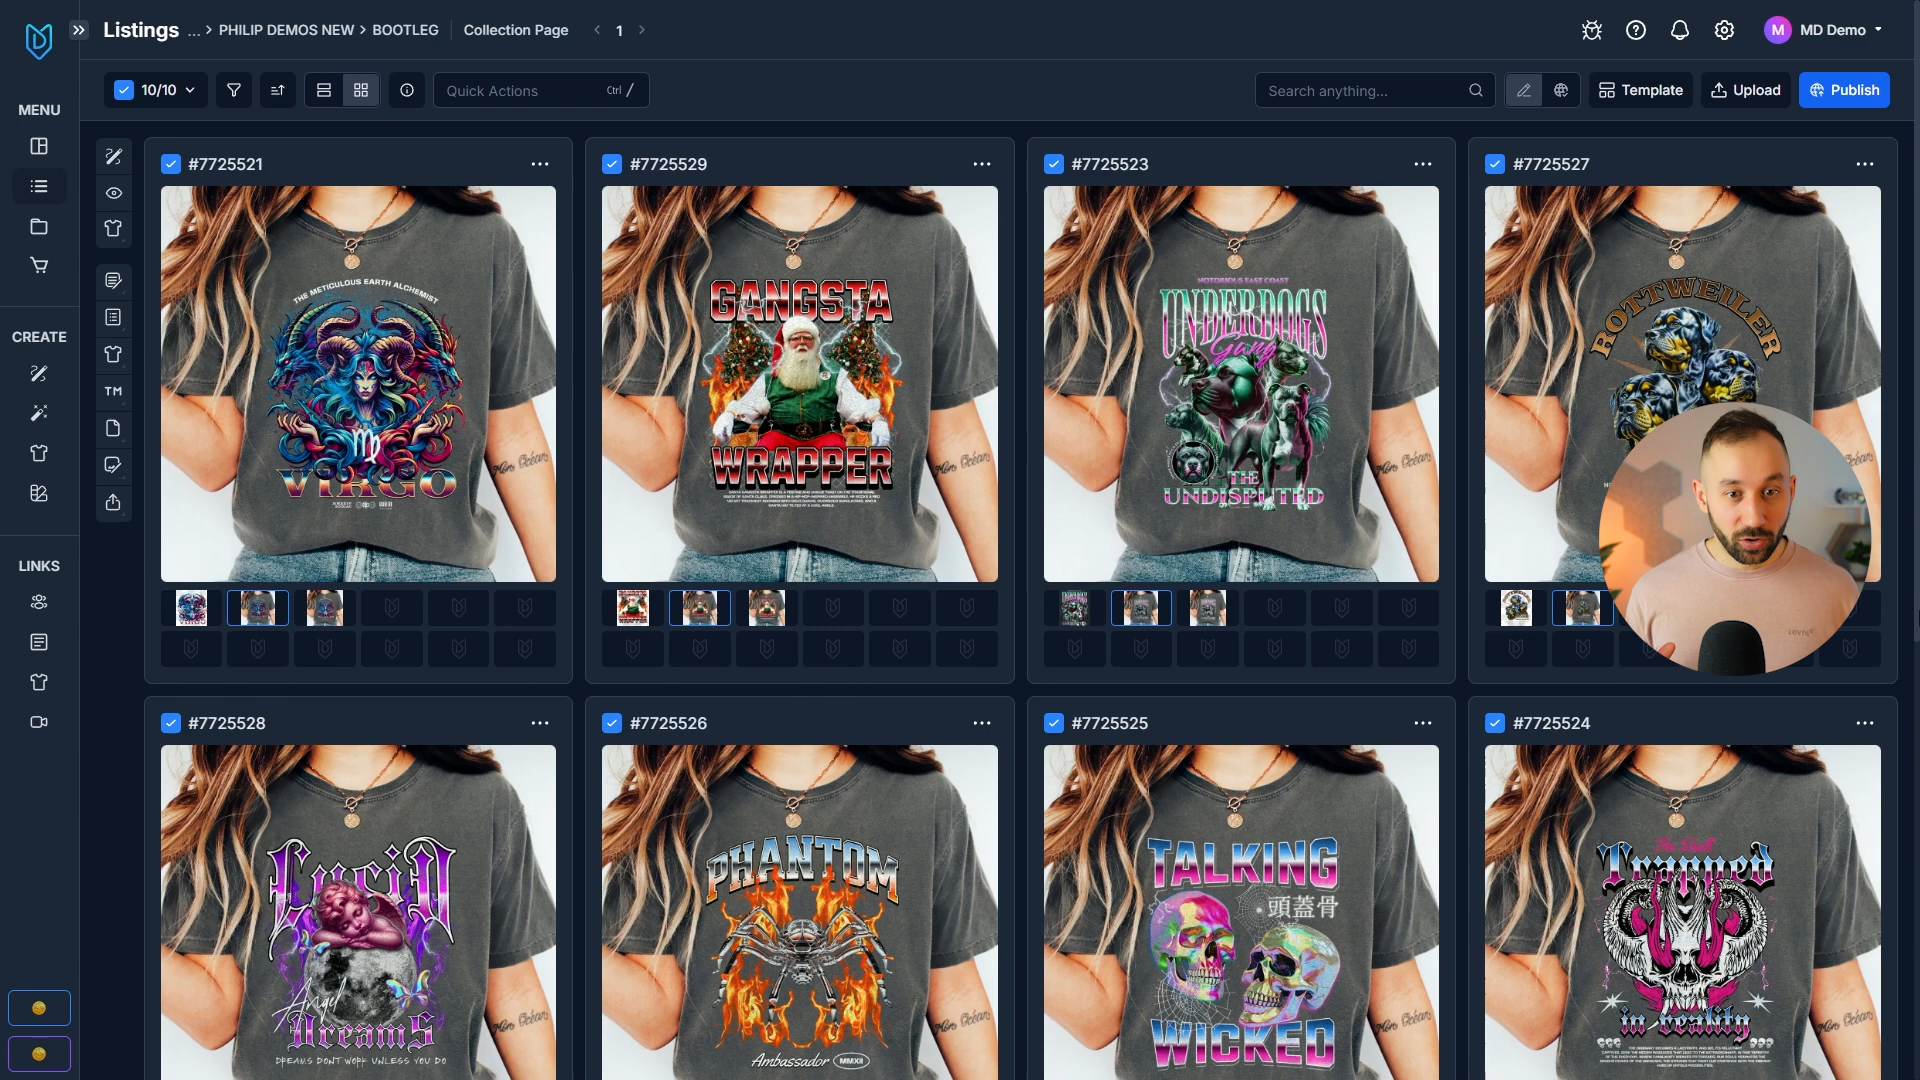 Listings ... > PHILIP DEMOS NEW > BOOTLEG Collection Page < 1 >
M MD Demo
10/10
Quick Actions Ctrl /
Search anything...
Template
Upload
Publish
MENU
CREATE
LINKS
TM
#7725521
THE METICULOUS EARTH ALCHEMIST
VIRGO
#7725529
GANGSTA
WRAPPER
#7725523
NOTORIOUS EAST COAST
UNDERDOGS
Gang
THE
UNDISPUTED
#7725527
ROTTWEILER
#7725528
Lucid
Angel
Dreams
DREAMS DON'T WORK UNLESS YOU DO
#7725526
PHANTOM
Ambassador MMXII
#7725525
TALKING
頭蓋骨
WICKED
#7725524
Trapped
in reality